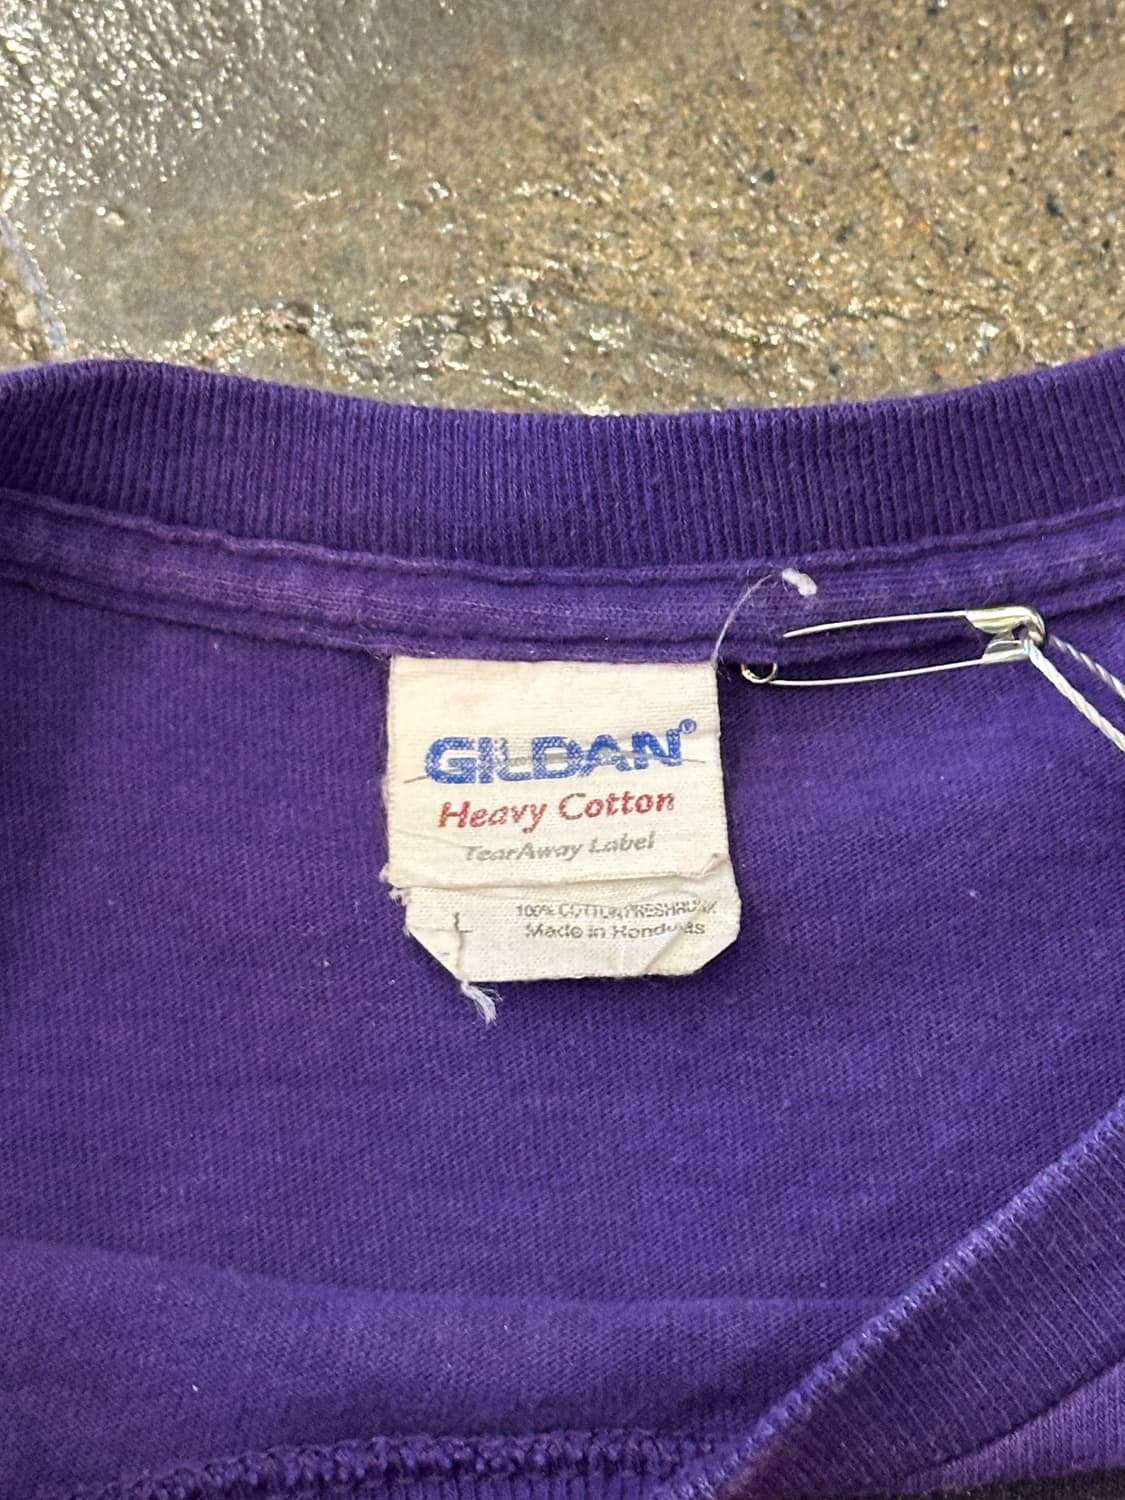 GILDAN®
Heavy Cotton
TearAway Label
L
100% COTTON PRESHRUNK
Made in Honduras